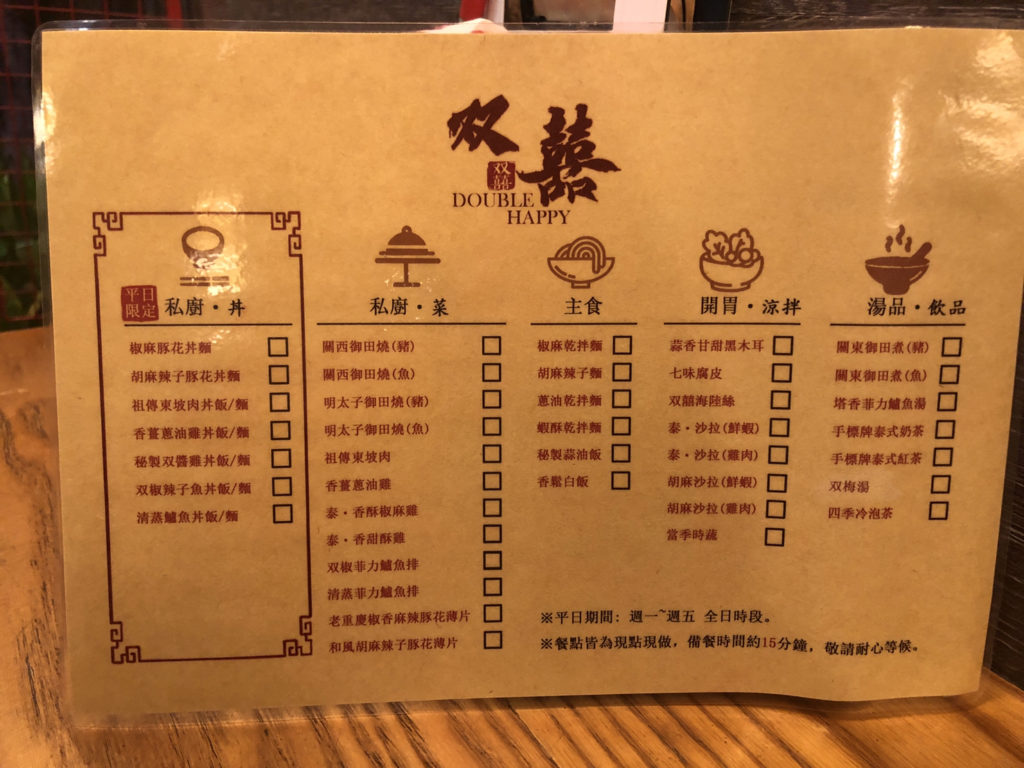 双囍
双囍
DOUBLE
HAPPY
平日
限定
私廚·丼
椒麻豚花丼麵
胡麻辣子豚花丼麵
祖傳東坡肉丼飯/麵
香薑蔥油雞丼飯/麵
秘製双醬雞丼飯/麵
双椒辣子魚丼飯/麵
清蒸鱸魚丼飯/麵
私廚·菜
關西御田燒(豬)
關西御田燒(魚)
明太子御田燒(豬)
明太子御田燒(魚)
祖傳東坡肉
香薑蔥油雞
泰·香酥椒麻雞
泰·香甜酥雞
双椒菲力鱸魚排
清蒸菲力鱸魚排
老重慶椒香麻辣豚花薄片
和風胡麻辣子豚花薄片
主食
椒麻乾拌麵
胡麻辣子麵
蔥油乾拌麵
蝦酥乾拌麵
秘製蒜油飯
香鬆白飯
開胃·涼拌
蒜香甘甜黑木耳
七味腐皮
双囍海陸絲
泰·沙拉(鮮蝦)
泰·沙拉(雞肉)
胡麻沙拉(鮮蝦)
胡麻沙拉(雞肉)
當季時蔬
湯品·飲品
關東御田煮(豬)
關東御田煮(魚)
塔香菲力鱸魚湯
手標牌泰式奶茶
手標牌泰式紅茶
双梅湯
四季冷泡茶
※平日期間: 週一~週五 全日時段。
※餐點皆為現點現做，備餐時間約15分鐘，敬請耐心等候。